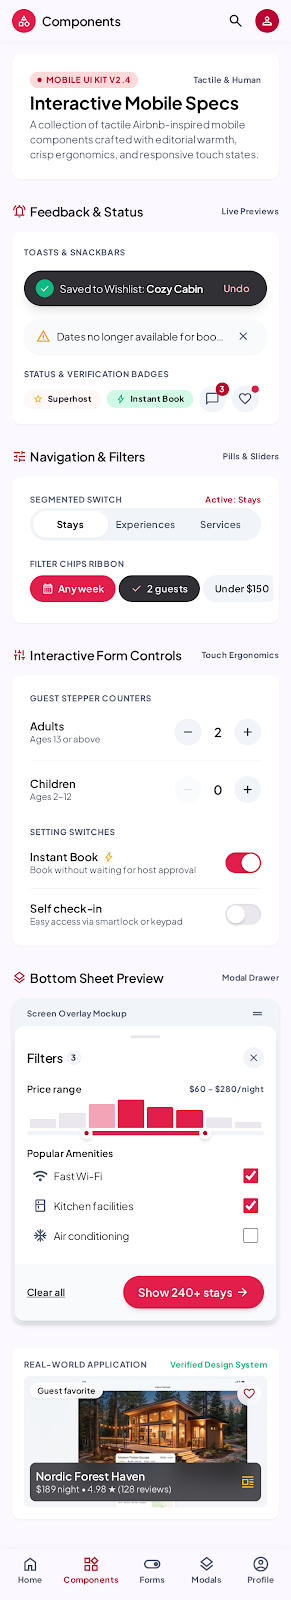 Components
MOBILE UI KIT V2.4
Tactile & Human
Interactive Mobile Specs
A collection of tactile Airbnb-inspired mobile
components crafted with editorial warmth,
crisp ergonomics, and responsive touch states.
Feedback & Status
Live Previews
TOASTS & SNACKBARS
Saved to Wishlist: Cozy Cabin
Undo
Dates no longer available for boo...
STATUS & VERIFICATION BADGES
Superhost
Instant Book
3
Navigation & Filters
Pills & Sliders
SEGMENTED SWITCH
Active: Stays
Stays
Experiences
Services
FILTER CHIPS RIBBON
Any week
2 guests
Under $150
Interactive Form Controls
Touch Ergonomics
GUEST STEPPER COUNTERS
Adults
Ages 13 or above
2
Children
Ages 2–12
0
SETTING SWITCHES
Instant Book
Book without waiting for host approval
Self check-in
Easy access via smartlock or keypad
Bottom Sheet Preview
Modal Drawer
Screen Overlay Mockup
Filters 3
Price range
$60 – $280/night
Popular Amenities
Fast Wi-Fi
Kitchen facilities
Air conditioning
Clear all
Show 240+ stays
REAL-WORLD APPLICATION
Verified Design System
Guest favorite
Nordic Forest Haven
$189 night • 4.98 ★ (128 reviews)
Home
Components
Forms
Modals
Profile